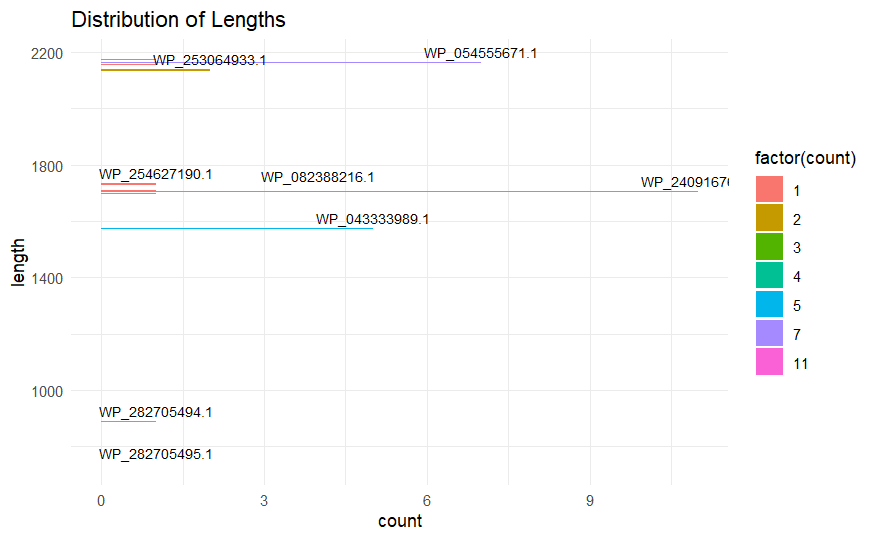 Distribution of Lengths
2200
WP_054555671.1
WP_253064933.1
1800
WP_254627190.1
WP_082388216.1
WP_24091670
WP_043333989.1
1400
1000
WP_282705494.1
WP_282705495.1
0
3
6
9
count
length
factor(count)
1
2
3
4
5
7
11